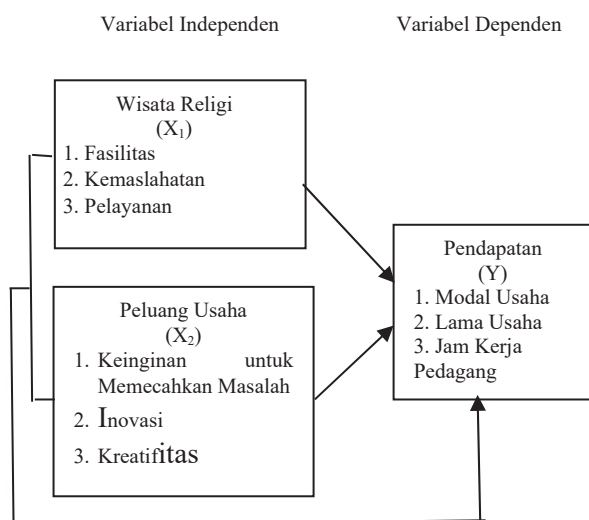 Variabel Independen Variabel Dependen
Wisata Religi
(X₁)
1. Fasilitas
2. Kemaslahatan
3. Pelayanan
Peluang Usaha
(X₂)
1. Keinginan untuk
Memecahkan Masalah
2. Inovasi
3. Kreatifitas
Pendapatan
(Y)
1. Modal Usaha
2. Lama Usaha
3. Jam Kerja
Pedagang